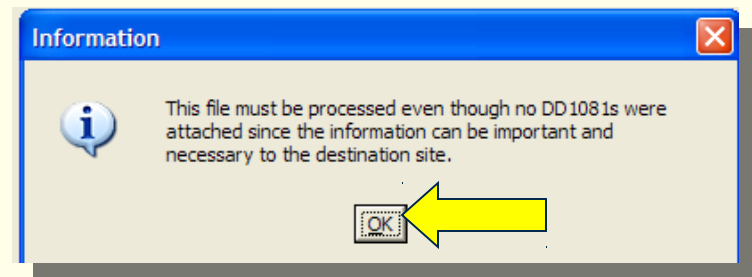 Information
This file must be processed even though no DD1081s were
attached since the information can be important and
necessary to the destination site.
OK